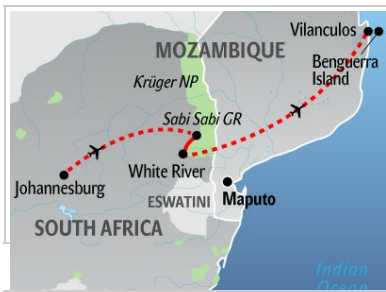 Vilanculos
MOZAMBIQUE
Benguerra
Island
Krüger NP
Sabi Sabi GR
White River
Johannesburg
ESWATINI
Maputo
SOUTH AFRICA
Indian
Ocean